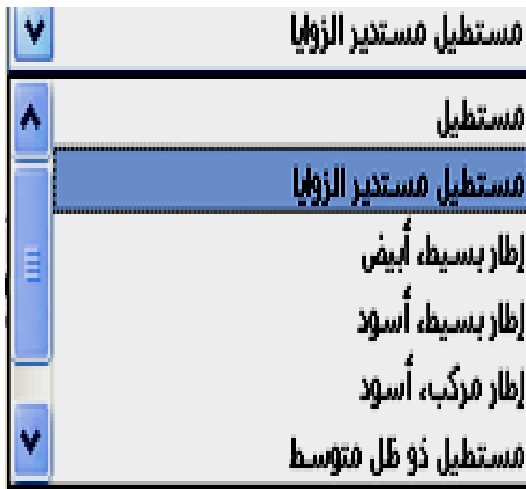 مستطيل مستدير الزوايا
مستطيل
مستطيل مستدير الزوايا
إطار بسيط، أبيض
إطار بسيط، أسود
إطار مركب، أسود
مستطيل ذو ظل متوسط